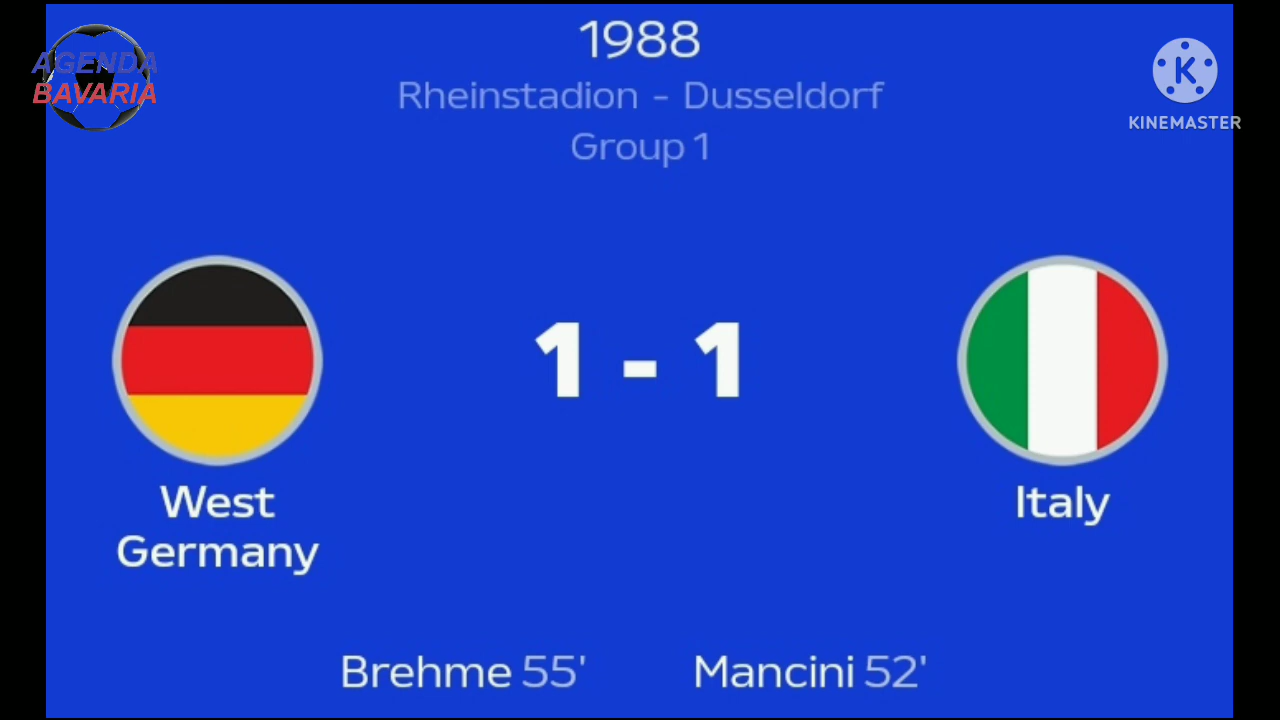 1988
AGENDA
BAVARIA
Rheinstadion - Dusseldorf
Group 1
K
KINEMASTER
1 - 1
West
Germany
Italy
Brehme 55'
Mancini 52'